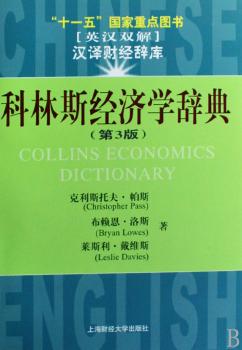 CHINESE
“十一五”国家重点图书
[英汉双解]
汉译财经辞库
科林斯经济学辞典
(第3版)
COLLINS ECONOMICS
DICTIONARY
克利斯托夫·帕斯
(Christopher Pass)
布赖恩·洛斯
(Bryan Lowes)
著
莱斯利·戴维斯
(Leslie Davies)
ENGLISH
上海财经大学出版社
B